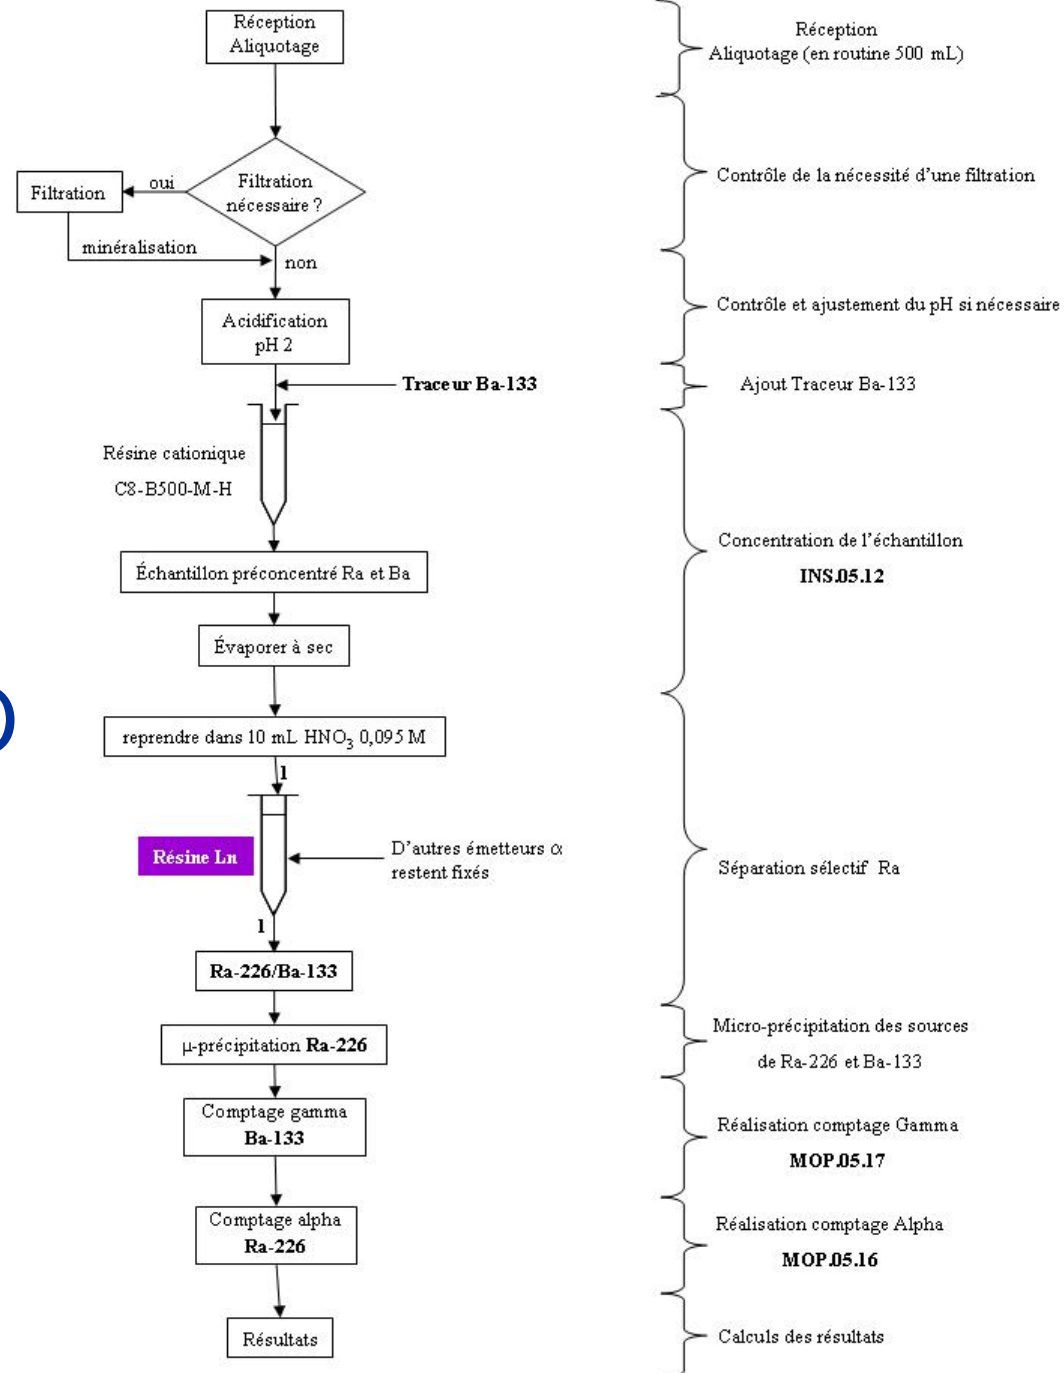 Réception
Aliquotage
Réception
Aliquotage (en routine 500 mL)
Filtration
nécessaire ?
oui
Filtration
minéralisation
non
Contrôle de la nécessité d'une filtration
Acidification
pH 2
Contrôle et ajustement du pH si nécessaire
Traceur Ba-133
Ajout Traceur Ba-133
Résine cationique
C8-B500-M-H
Échantillon préconcentré Ra et Ba
Évaporer à sec
Concentration de l'échantillon
INS.05.12
reprendre dans 10 mL HNO3 0,095 M
1
Résine Ln
D'autres émetteurs α
restent fixés
1
Ra-226/Ba-133
Séparation sélectif Ra
µ-précipitation Ra-226
Micro-précipitation des sources
de Ra-226 et Ba-133
Comptage gamma
Ba-133
Réalisation comptage Gamma
MOP.05.17
Comptage alpha
Ra-226
Réalisation comptage Alpha
MOP.05.16
Résultats
Calculs des résultats